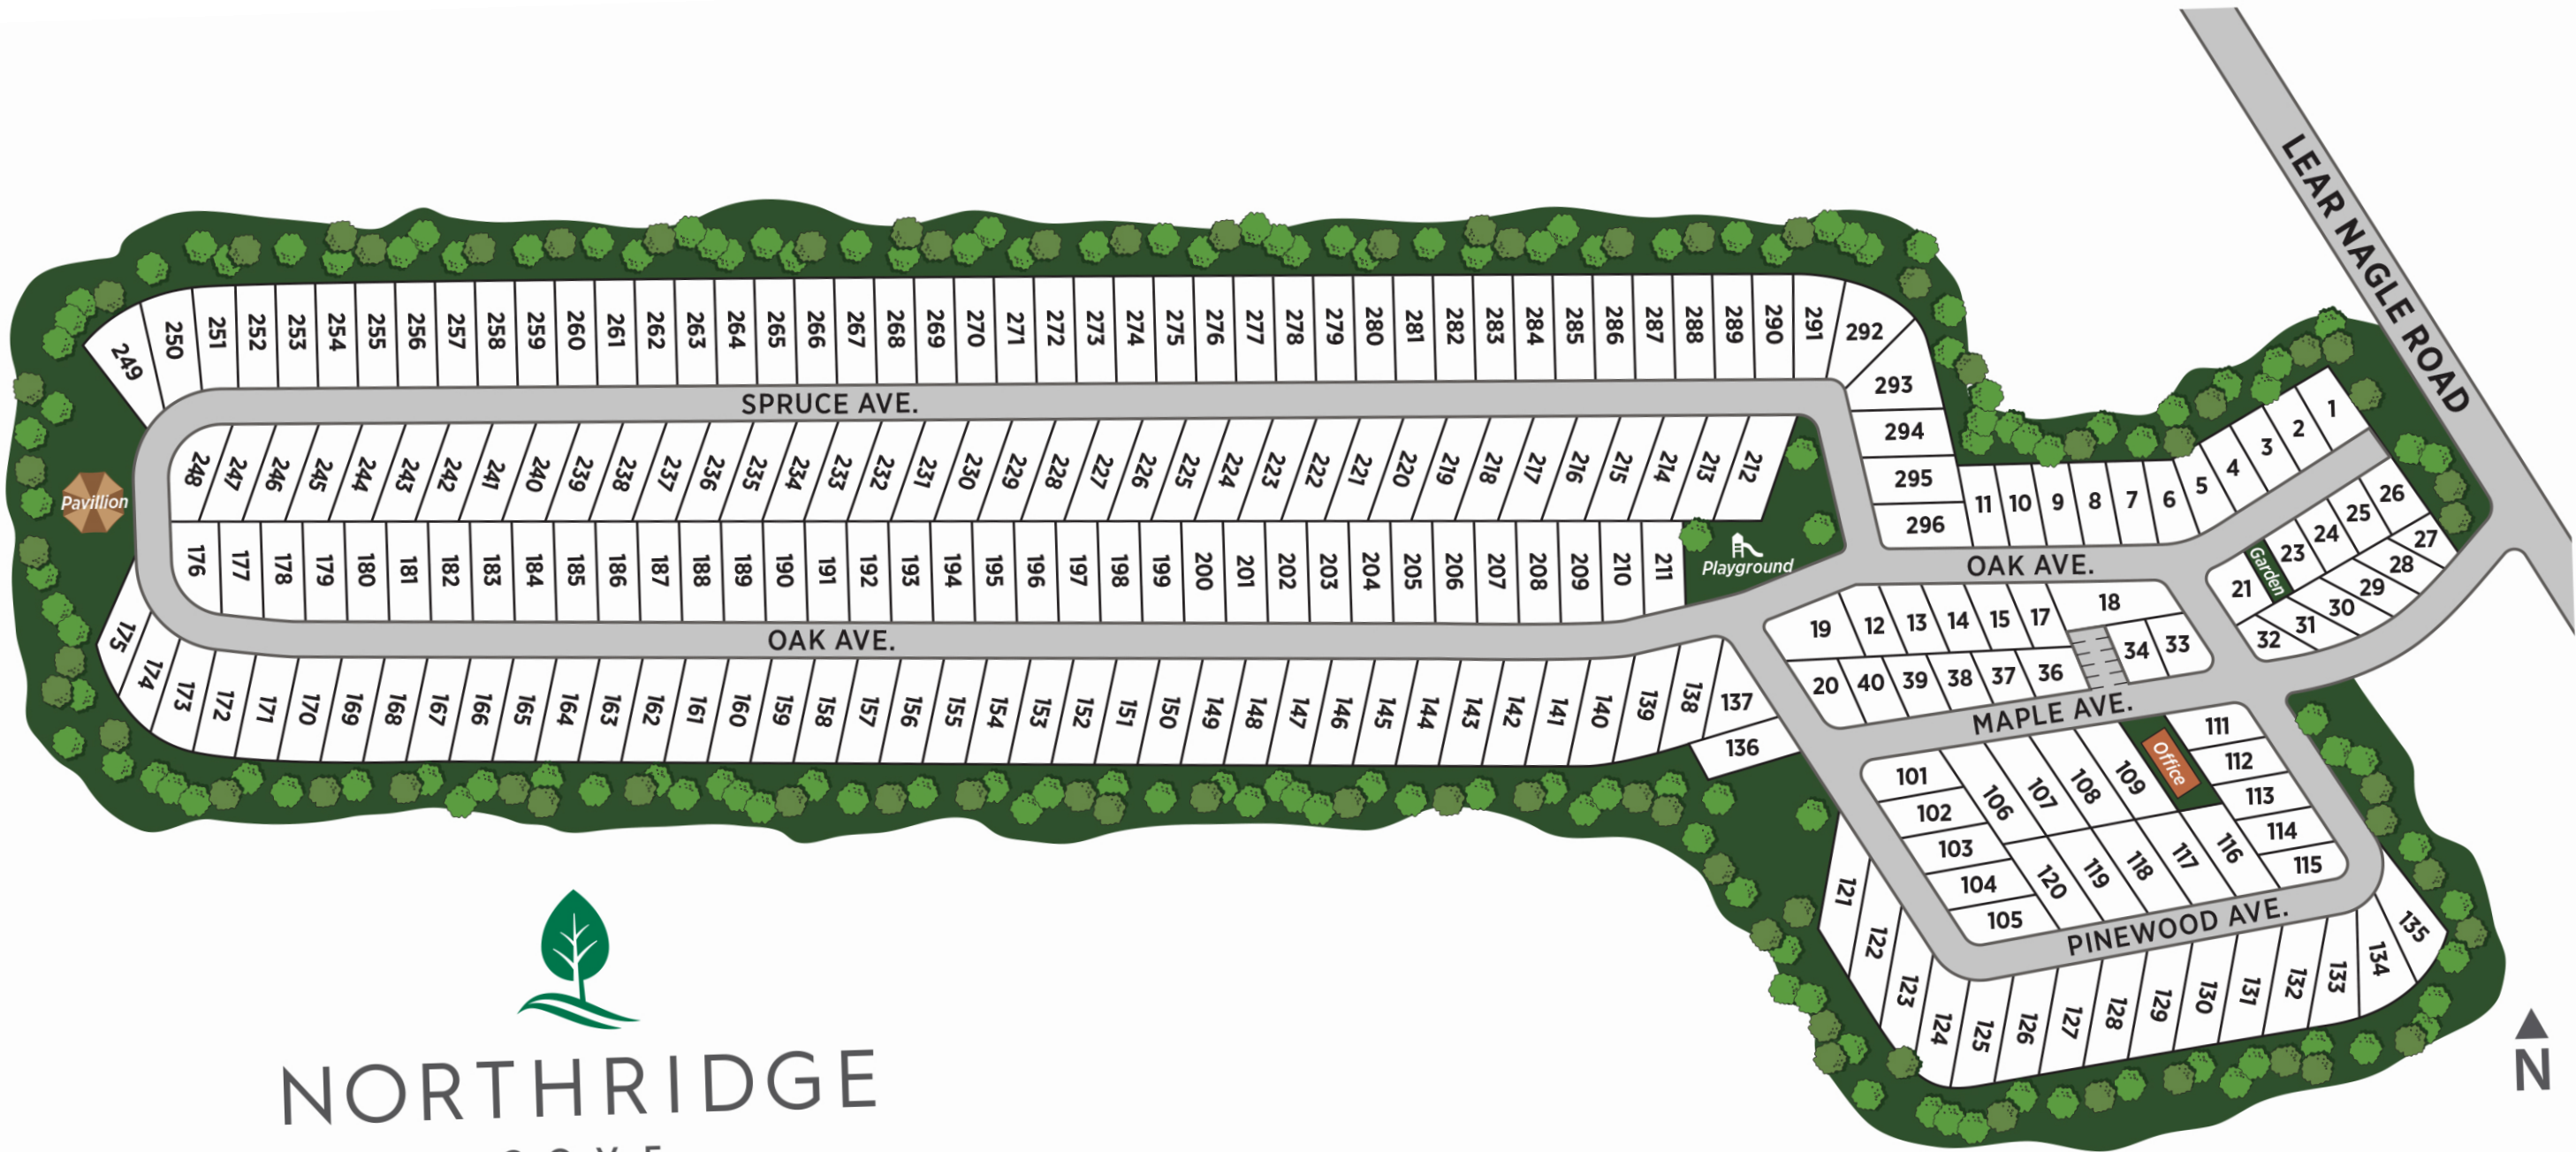 LEAR NAGLE ROAD
249 250 251 252 253 254 255 256 257 258 259 260 261 262 263 264 265 266 267 268 269 270 271 272 273 274 275 276 277 278 279 280 281 282 283 284 285 286 287 288 289 290 291 292
293
294
295
296
SPRUCE AVE.
248 247 246 245 244 243 242 241 240 239 238 237 236 235 234 233 232 231 230 229 228 227 226 225 224 223 222 221 220 219 218 217 216 215 214 213 212
Pavillion
176 177 178 179 180 181 182 183 184 185 186 187 188 189 190 191 192 193 194 195 196 197 198 199 200 201 202 203 204 205 206 207 208 209 210 211
Playground
11 10 9 8 7 6 5 4 3 2 1
OAK AVE.
21 Garden 23 24 25 26
32 31 30 29 28 27
OAK AVE.
19 12 13 14 15 17 18
20 40 39 38 37 36 34 33
175 174 173 172 171 170 169 168 167 166 165 164 163 162 161 160 159 158 157 156 155 154 153 152 151 150 149 148 147 146 145 144 143 142 141 140 139 138 137
136
MAPLE AVE.
101
102
103
104
105
106 107 108 109 Office
111
112
113
114
115
120 119 118 117 116
PINEWOOD AVE.
121 122 123 124 125 126 127 128 129 130 131 132 133 134 135
N
NORTHRIDGE